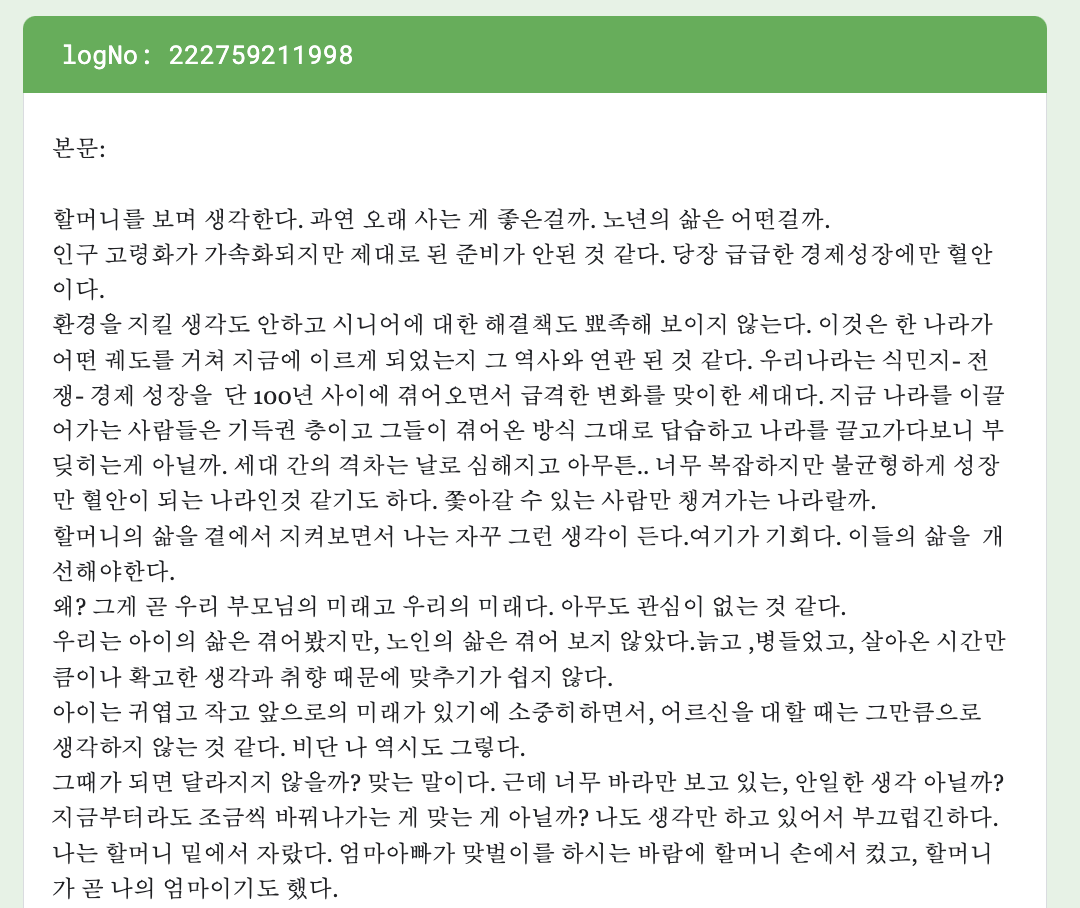 logNo: 222759211998
본문:
할머니를 보며 생각한다. 과연 오래 사는 게 좋은걸까. 노년의 삶은 어떤걸까.
인구 고령화가 가속화되지만 제대로 된 준비가 안된 것 같다. 당장 급급한 경제성장에만 혈안
이다.
환경을 지킬 생각도 안하고 시니어에 대한 해결책도 뾰족해 보이지 않는다. 이것은 한 나라가
어떤 궤도를 거쳐 지금에 이르게 되었는지 그 역사와 연관 된 것 같다. 우리나라는 식민지- 전
쟁- 경제 성장을  단 100년 사이에 겪어오면서 급격한 변화를 맞이한 세대다. 지금 나라를 이끌
어가는 사람들은 기득권 층이고 그들이 겪어온 방식 그대로 답습하고 나라를 끌고가다보니 부
딪히는게 아닐까. 세대 간의 격차는 날로 심해지고 아무튼.. 너무 복잡하지만 불균형하게 성장
만 혈안이 되는 나라인것 같기도 하다. 쫓아갈 수 있는 사람만 챙겨가는 나라랄까.
할머니의 삶을 곁에서 지켜보면서 나는 자꾸 그런 생각이 든다.여기가 기회다. 이들의 삶을  개
선해야한다.
왜? 그게 곧 우리 부모님의 미래고 우리의 미래다. 아무도 관심이 없는 것 같다.
우리는 아이의 삶은 겪어봤지만, 노인의 삶은 겪어 보지 않았다.늙고 ,병들었고, 살아온 시간만
큼이나 확고한 생각과 취향 때문에 맞추기가 쉽지 않다.
아이는 귀엽고 작고 앞으로의 미래가 있기에 소중히하면서, 어르신을 대할 때는 그만큼으로
생각하지 않는 것 같다. 비단 나 역시도 그렇다.
그때가 되면 달라지지 않을까? 맞는 말이다. 근데 너무 바라만 보고 있는, 안일한 생각 아닐까?
지금부터라도 조금씩 바꿔나가는 게 맞는 게 아닐까? 나도 생각만 하고 있어서 부끄럽긴하다.
나는 할머니 밑에서 자랐다. 엄마아빠가 맞벌이를 하시는 바람에 할머니 손에서 컸고, 할머니
가 곧 나의 엄마이기도 했다.